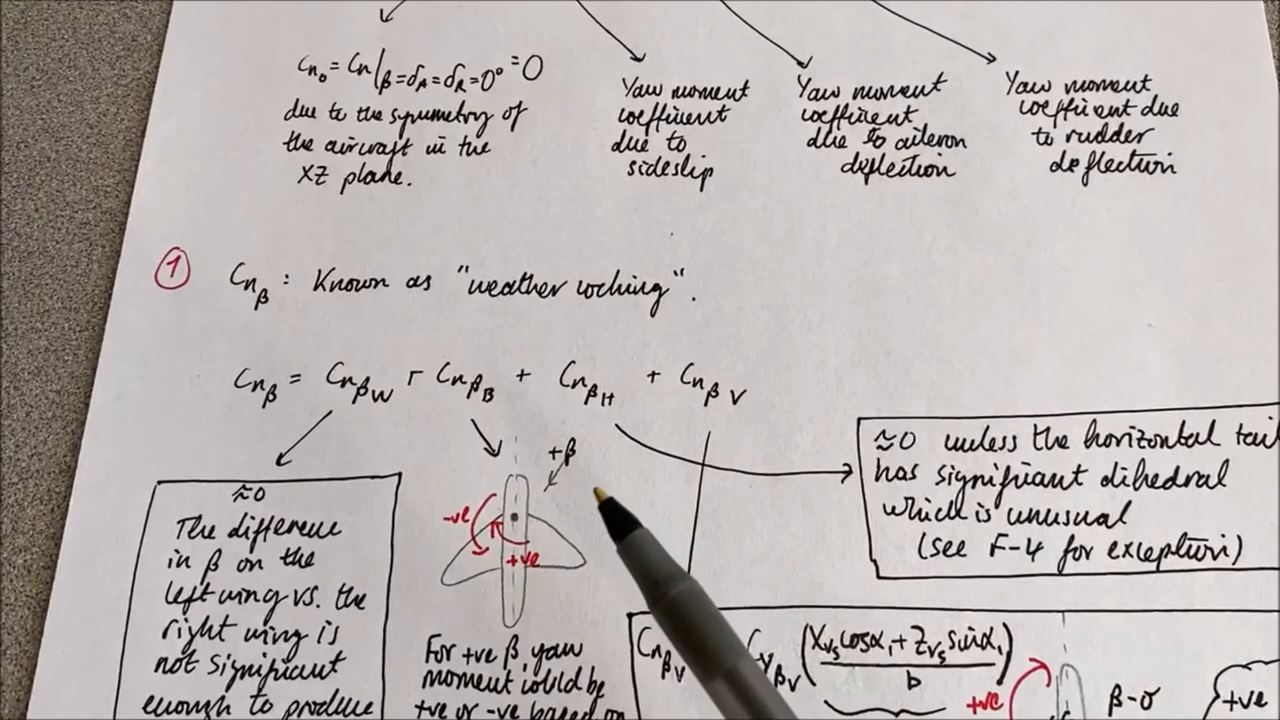 Cn₀ = Cn|β=δA=δR=0° = 0
due to the symmetry of
the aircraft in the
XZ plane.
Yaw moment
coefficient
due to
sideslip
Yaw moment
coefficient
due to aileron
deflection
Yaw moment
coefficient due
to rudder
deflection
① Cnβ : Known as "weather cocking".
Cnβ = CnβW + CnβB + CnβH + CnβV
≈0
The difference
in β on the
left wing vs. the
right wing is
not significant
enough to produce
+β
-ve
+ve
For +ve β yaw
moment could be
+ve or -ve based on
≈0 unless the horizontal tail
has significant dihedral
which is unusual
(see F-4 for exception)
CnβV CyβV (XVs cosα₁ + ZVs sinα₁)
b
+ve
β-σ
+ve